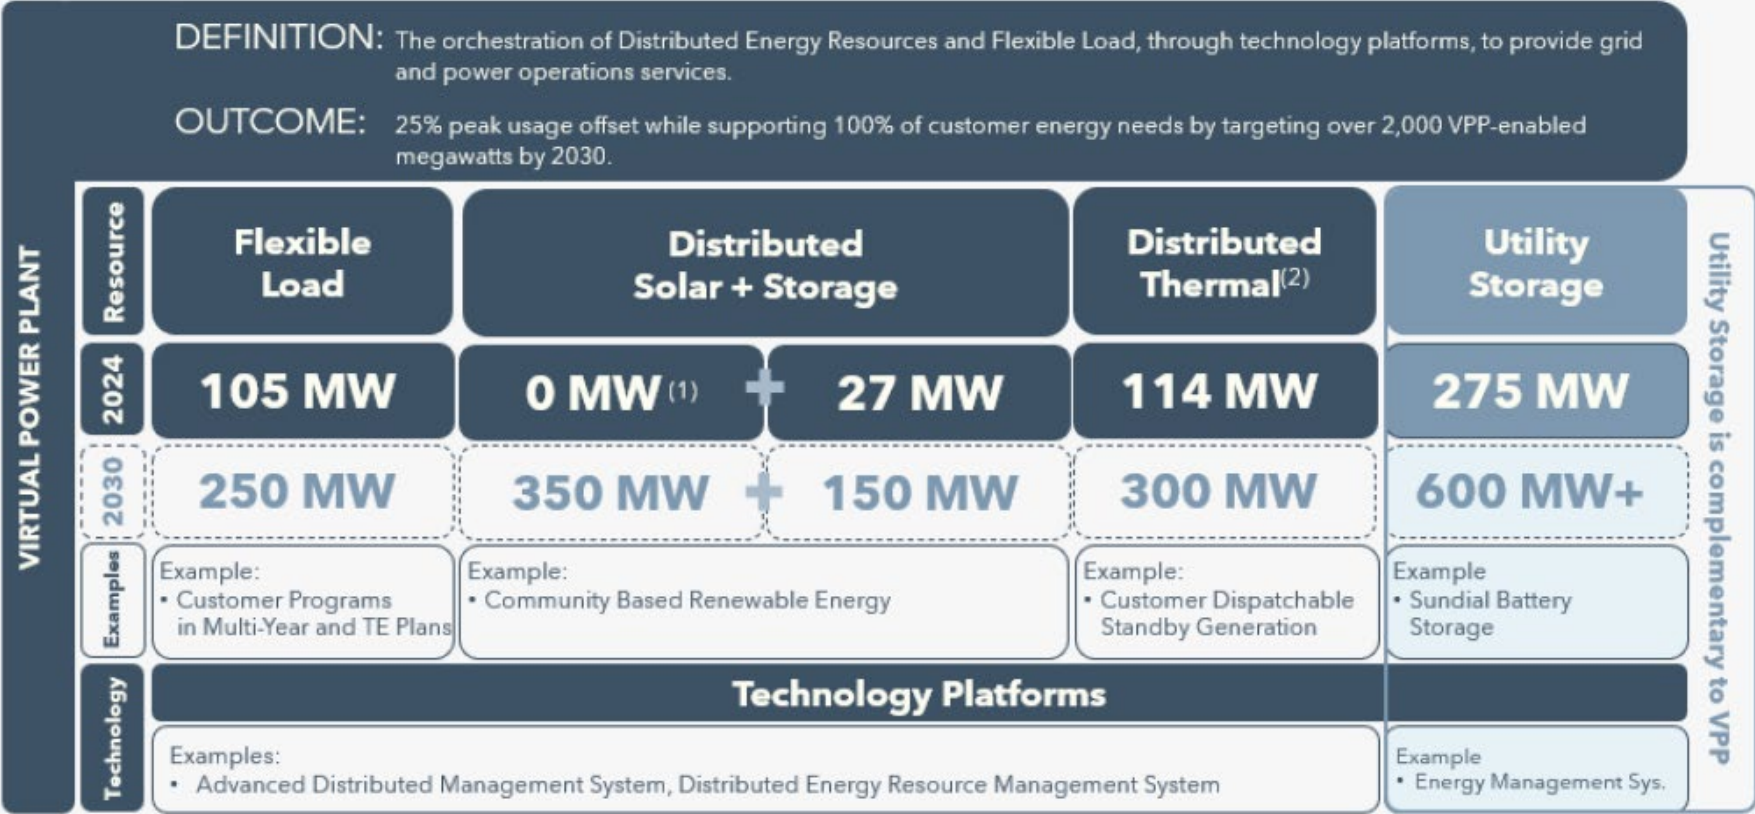 DEFINITION: The orchestration of Distributed Energy Resources and Flexible Load, through technology platforms, to provide grid
and power operations services.
OUTCOME: 25% peak usage offset while supporting 100% of customer energy needs by targeting over 2,000 VPP-enabled
megawatts by 2030.
VIRTUAL POWER PLANT
Resource
Flexible
Load
Distributed
Solar + Storage
Distributed
Thermal(2)
Utility
Storage
2024
105 MW
0 MW (1) + 27 MW
114 MW
275 MW
2030
250 MW
350 MW + 150 MW
300 MW
600 MW+
Examples
Example:
• Customer Programs
in Multi-Year and TE Plans
Example:
• Community Based Renewable Energy
Example:
• Customer Dispatchable
Standby Generation
Example
• Sundial Battery
Storage
Technology
Technology Platforms
Examples:
• Advanced Distributed Management System, Distributed Energy Resource Management System
Example
• Energy Management Sys.
Utility Storage is complementary to VPP